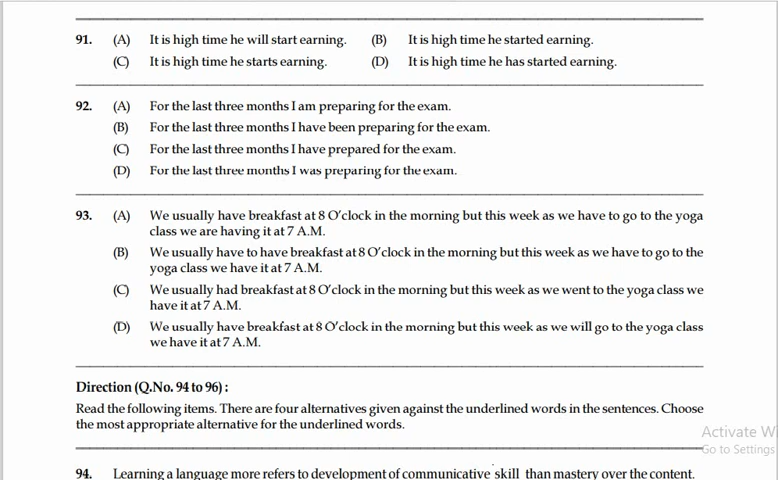 91. (A) It is high time he will start earning. (B) It is high time he started earning.
(C) It is high time he starts earning. (D) It is high time he has started earning.
92. (A) For the last three months I am preparing for the exam.
(B) For the last three months I have been preparing for the exam.
(C) For the last three months I have prepared for the exam.
(D) For the last three months I was preparing for the exam.
93. (A) We usually have breakfast at 8 O'clock in the morning but this week as we have to go to the yoga
class we are having it at 7 A.M.
(B) We usually have to have breakfast at 8 O'clock in the morning but this week as we have to go to the
yoga class we have it at 7 A.M.
(C) We usually had breakfast at 8 O'clock in the morning but this week as we went to the yoga class we
have it at 7 A.M.
(D) We usually have breakfast at 8 O'clock in the morning but this week as we will go to the yoga class
we have it at 7 A.M.
Direction (Q.No. 94 to 96) :
Read the following items. There are four alternatives given against the underlined words in the sentences. Choose
the most appropriate alternative for the underlined words.
Activate Wi
Go to Settings
94. Learning a language more refers to development of communicative skill than mastery over the content.